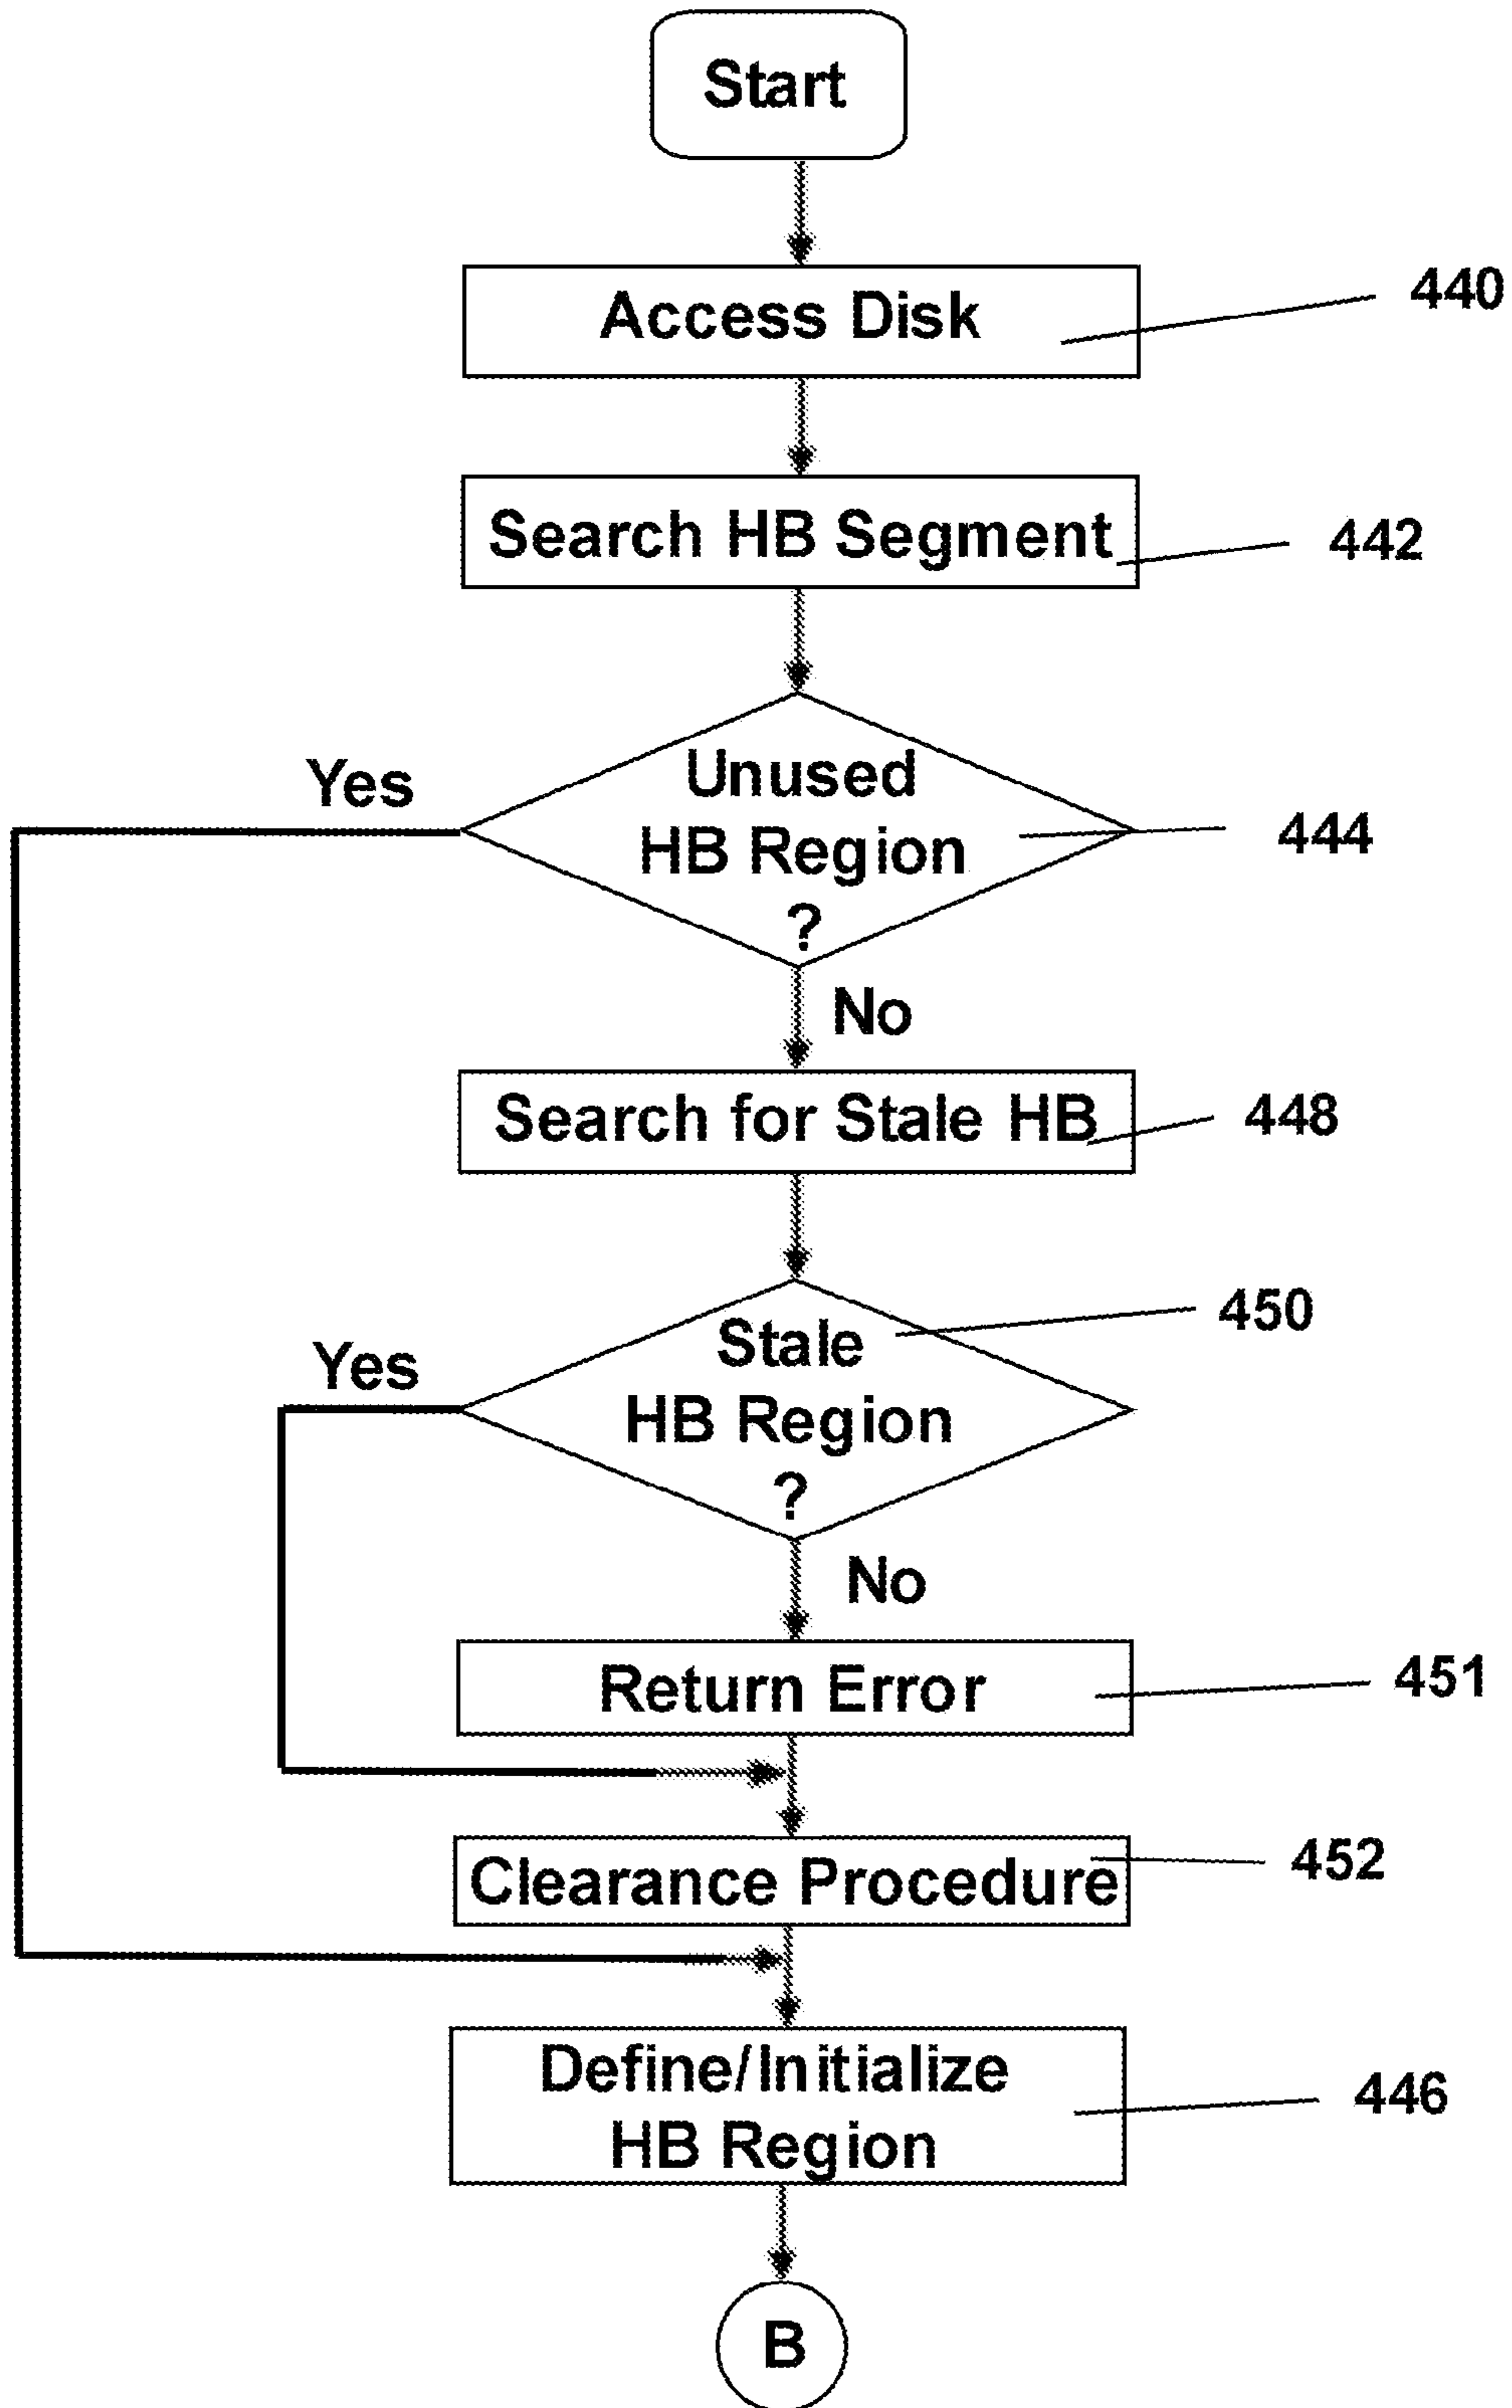 Start
Access Disk
440
Search HB Segment
442
Yes
Unused
HB Region
?
444
No
Search for Stale HB
448
450
Yes
Stale
HB Region
?
No
Return Error
451
Clearance Procedure
452
Define/Initialize
HB Region
446
B